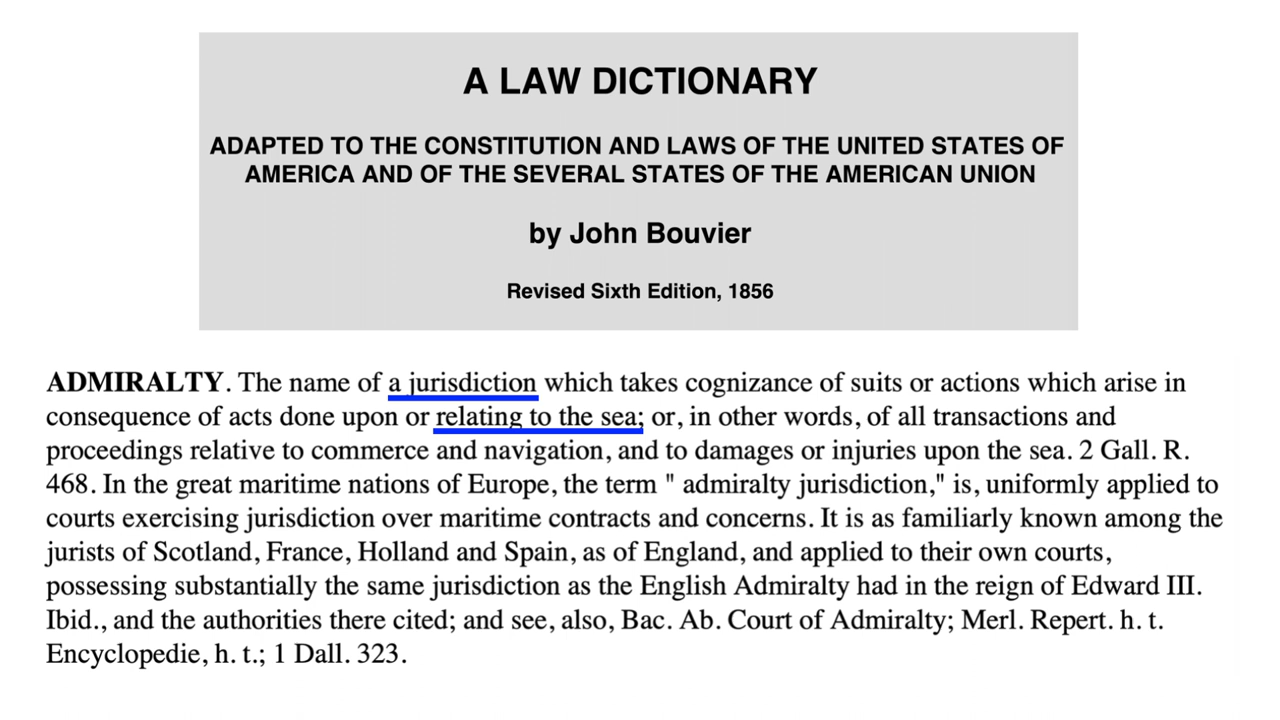 A LAW DICTIONARY
ADAPTED TO THE CONSTITUTION AND LAWS OF THE UNITED STATES OF
AMERICA AND OF THE SEVERAL STATES OF THE AMERICAN UNION
by John Bouvier
Revised Sixth Edition, 1856
ADMIRALTY. The name of a jurisdiction which takes cognizance of suits or actions which arise in
consequence of acts done upon or relating to the sea; or, in other words, of all transactions and
proceedings relative to commerce and navigation, and to damages or injuries upon the sea. 2 Gall. R.
468. In the great maritime nations of Europe, the term " admiralty jurisdiction," is, uniformly applied to
courts exercising jurisdiction over maritime contracts and concerns. It is as familiarly known among the
jurists of Scotland, France, Holland and Spain, as of England, and applied to their own courts,
possessing substantially the same jurisdiction as the English Admiralty had in the reign of Edward III.
Ibid., and the authorities there cited; and see, also, Bac. Ab. Court of Admiralty; Merl. Repert. h. t.
Encyclopedie, h. t.; 1 Dall. 323.